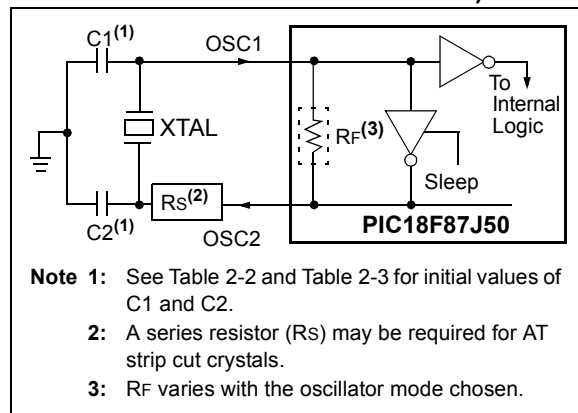 C1(1)
OSC1
To
Internal
Logic
XTAL
RF(3)
Sleep
RS(2)
C2(1)
OSC2
PIC18F87J50
Note 1: See Table 2-2 and Table 2-3 for initial values of
C1 and C2.
2: A series resistor (RS) may be required for AT
strip cut crystals.
3: RF varies with the oscillator mode chosen.